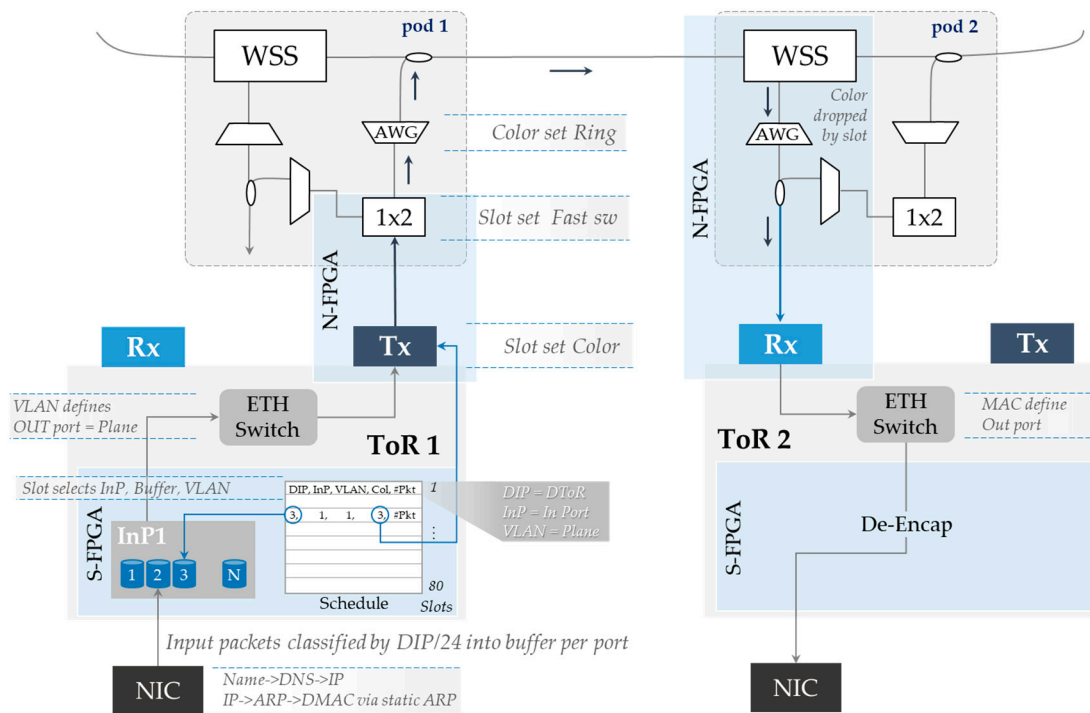 pod 1
pod 2
WSS
WSS
AWG
Color set Ring
AWG
Color
dropped
by slot
1x2
Slot set Fast sw
1x2
N-FPGA
N-FPGA
Rx
Tx
Slot set Color
Rx
Tx
VLAN defines
OUT port = Plane
ETH
Switch
ToR 1
ToR 2
ETH
Switch
MAC define
Out port
Slot selects InP, Buffer, VLAN
DIP, InP, VLAN, Col, #Pkt
1
3, 1, 1, 3, #Pkt
⋮
DIP = DToR
InP = In Port
VLAN = Plane
S-FPGA
InP1
1 2 3 N
80
Slots
Schedule
S-FPGA
De-Encap
Input packets classified by DIP/24 into buffer per port
NIC
Name->DNS->IP
IP->ARP->DMAC via static ARP
NIC